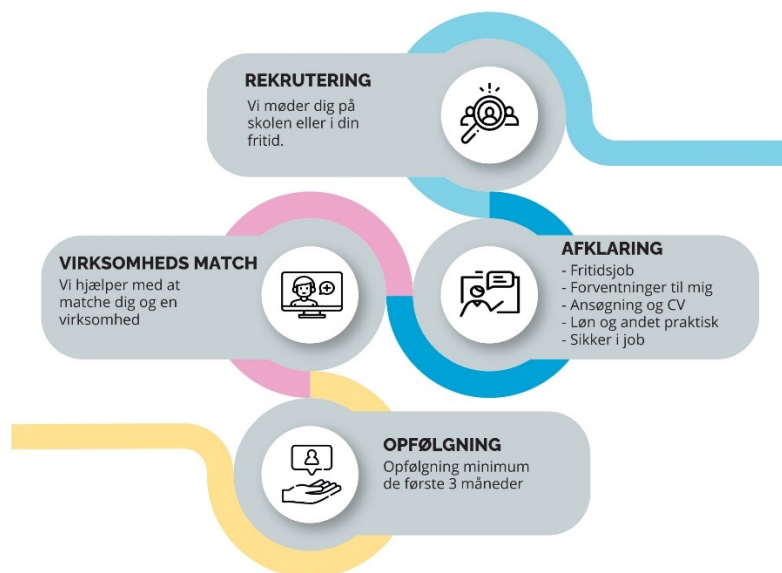 REKRUTERING
Vi møder dig på
skolen eller i din
fritid.
AFKLARING
- Fritidsjob
- Forventninger til mig
- Ansøgning og CV
- Løn og andet praktisk
- Sikker i job
VIRKSOMHEDS MATCH
Vi hjælper med at
matche dig og en
virksomhed
OPFØLGNING
Opfølgning minimum
de første 3 måneder